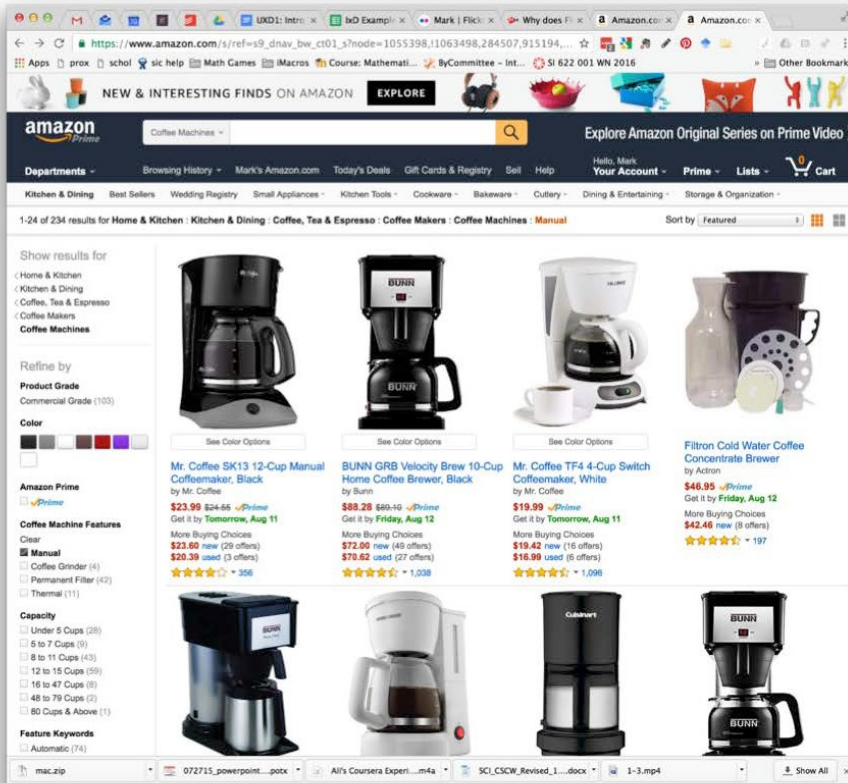 UXD1: Intro
IxD Example
Mark | Flick
Why does Fl
Amazon.co
Amazon.co
https://www.amazon.com/s/ref=s9_dnav_bw_ct01_s?node=1055398,!1063498,284507,915194,...
Apps
prox
schol
sic help
Math Games
iMacros
Course: Mathemati...
ByCommittee - Int...
SI 622 001 WN 2016
» Other Bookmark
NEW & INTERESTING FINDS ON AMAZON
EXPLORE
amazon
Prime
Coffee Machines
Explore Amazon Original Series on Prime Video
Departments
Browsing History
Mark's Amazon.com
Today's Deals
Gift Cards & Registry
Sell
Help
Hello, Mark
Your Account
Prime
Lists
0
Cart
Kitchen & Dining
Best Sellers
Wedding Registry
Small Appliances
Kitchen Tools
Cookware
Bakeware
Cutlery
Dining & Entertaining
Storage & Organization
1-24 of 234 results for Home & Kitchen : Kitchen & Dining : Coffee, Tea & Espresso : Coffee Makers : Coffee Machines : Manual
Sort by Featured
Show results for
‹ Home & Kitchen
‹ Kitchen & Dining
‹ Coffee, Tea & Espresso
‹ Coffee Makers
Coffee Machines
Refine by
Product Grade
Commercial Grade (103)
Color
Amazon Prime
Prime
Coffee Machine Features
Clear
Manual
Coffee Grinder (4)
Permanent Filter (42)
Thermal (11)
Capacity
Under 5 Cups (28)
5 to 7 Cups (9)
8 to 11 Cups (43)
12 to 15 Cups (59)
16 to 47 Cups (8)
48 to 79 Cups (2)
80 Cups & Above (1)
Feature Keywords
Automatic (74)
See Color Options
Mr. Coffee SK13 12-Cup Manual
Coffeemaker, Black
by Mr. Coffee
$23.99 $24.55 Prime
Get it by Tomorrow, Aug 11
More Buying Choices
$23.60 new (29 offers)
$20.39 used (3 offers)
356
BUNN
BUNN
See Color Options
BUNN GRB Velocity Brew 10-Cup
Home Coffee Brewer, Black
by Bunn
$88.28 $89.10 Prime
Get it by Friday, Aug 12
More Buying Choices
$72.00 new (49 offers)
$70.62 used (27 offers)
1,038
See Color Options
Mr. Coffee TF4 4-Cup Switch
Coffeemaker, White
by Mr. Coffee
$19.99 Prime
Get it by Tomorrow, Aug 11
More Buying Choices
$19.42 new (16 offers)
$16.99 used (6 offers)
1,096
Filtron Cold Water Coffee
Concentrate Brewer
by Actron
$46.95 Prime
Get it by Friday, Aug 12
More Buying Choices
$42.46 new (8 offers)
197
BUNN
Cuisinart
BUNN
BUNN
mac.zip
072715_powerpoint....potx
Ali's Coursera Experi....m4a
SCI_CSCW_Revised_1....docx
1-3.mp4
Show All